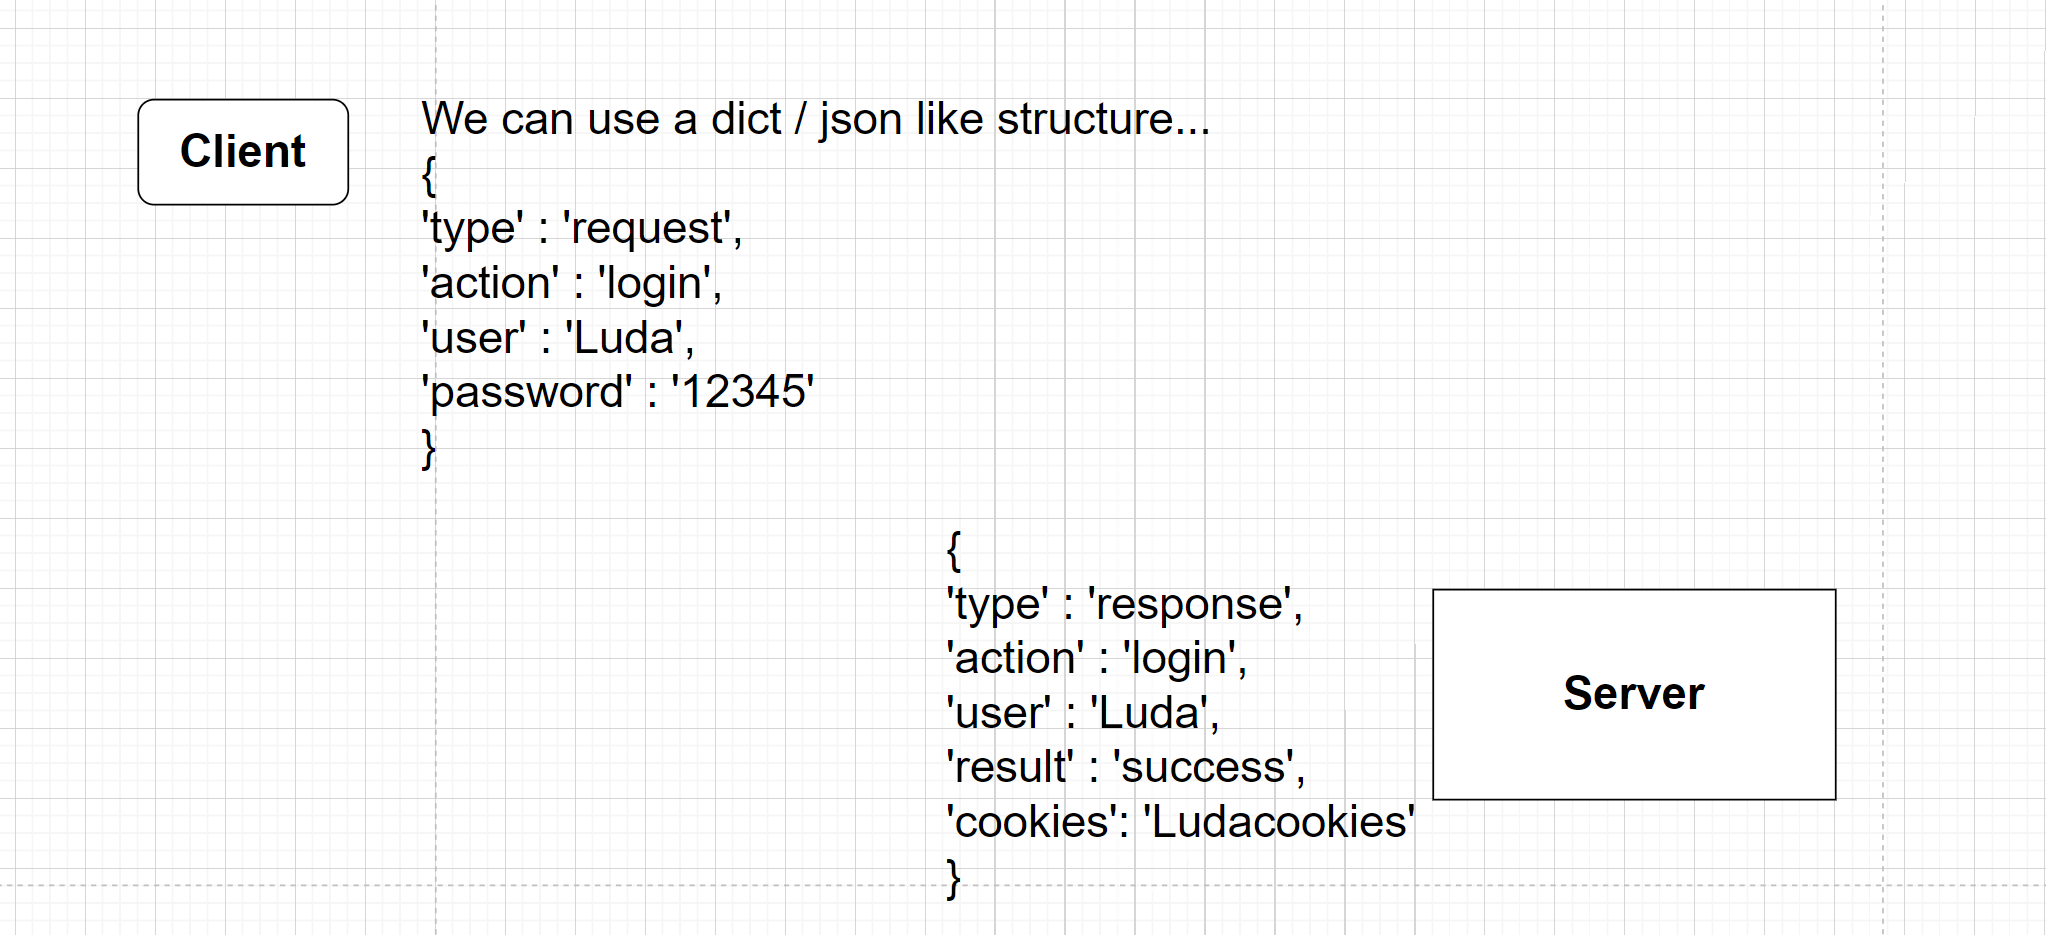 Client
We can use a dict / json like structure...
{
'type' : 'request',
'action' : 'login',
'user' : 'Luda',
'password' : '12345'
}
{
'type' : 'response',
'action' : 'login',
'user' : 'Luda',
'result' : 'success',
'cookies': 'Ludacookies'
}
Server